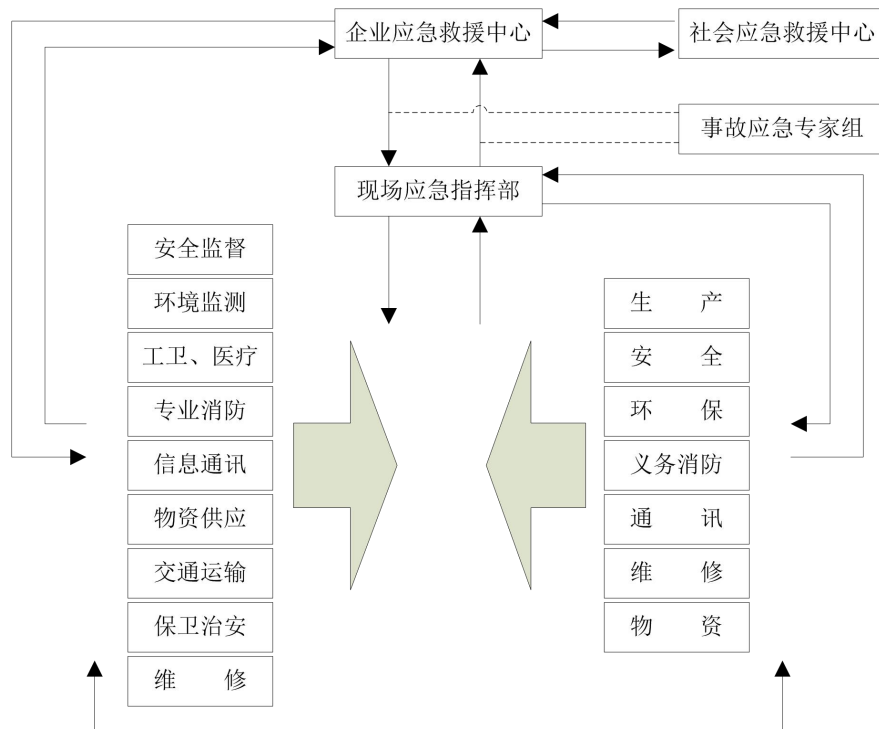 企业应急救援中心
社会应急救援中心
事故应急专家组
现场应急指挥部
安全监督
环境监测
工卫、医疗
专业消防
信息通讯
物资供应
交通运输
保卫治安
维 修
生 产
安 全
环 保
义务消防
通 讯
维 修
物 资